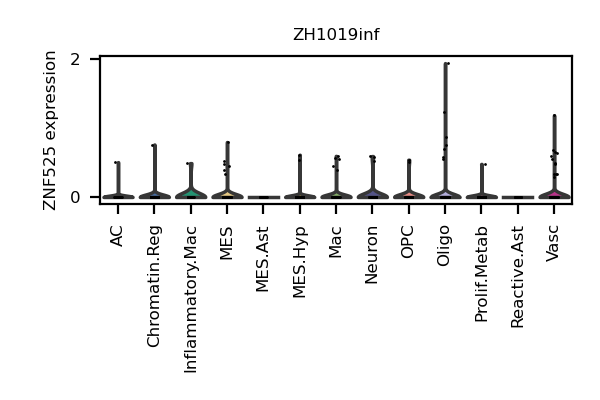 ZH1019inf
ZNF525 expression
2
0
AC
Chromatin.Reg
Inflammatory.Mac
MES
MES.Ast
MES.Hyp
Mac
Neuron
OPC
Oligo
Prolif.Metab
Reactive.Ast
Vasc